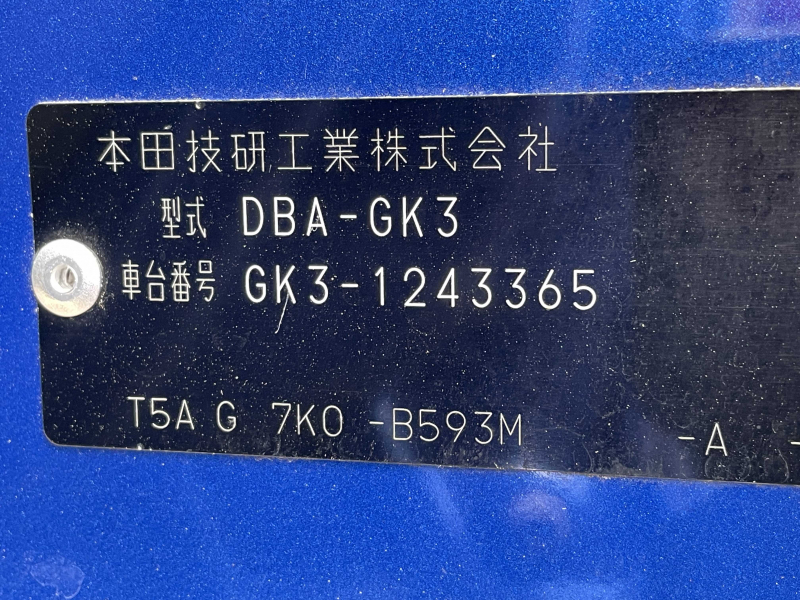 本田技研工業株式会社
型式 DBA-GK3
車台番号 GK3-1243365
T5A G 7K0 -B593M -A -